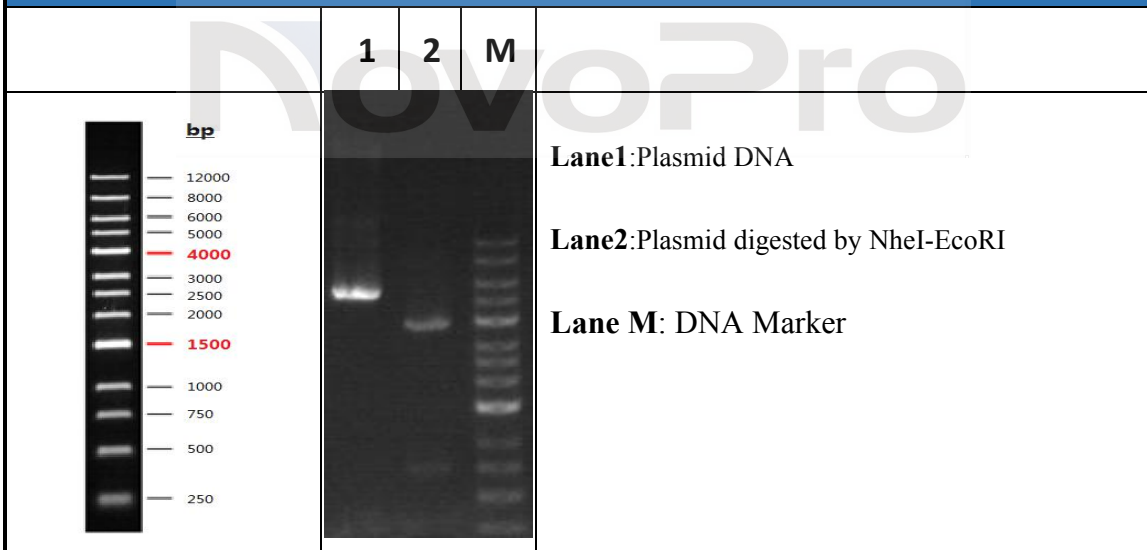 NovoPro
1 2 M
bp
12000
8000
6000
5000
4000
3000
2500
2000
1500
1000
750
500
250
Lane1:Plasmid DNA
Lane2:Plasmid digested by NheI-EcoRI
Lane M: DNA Marker